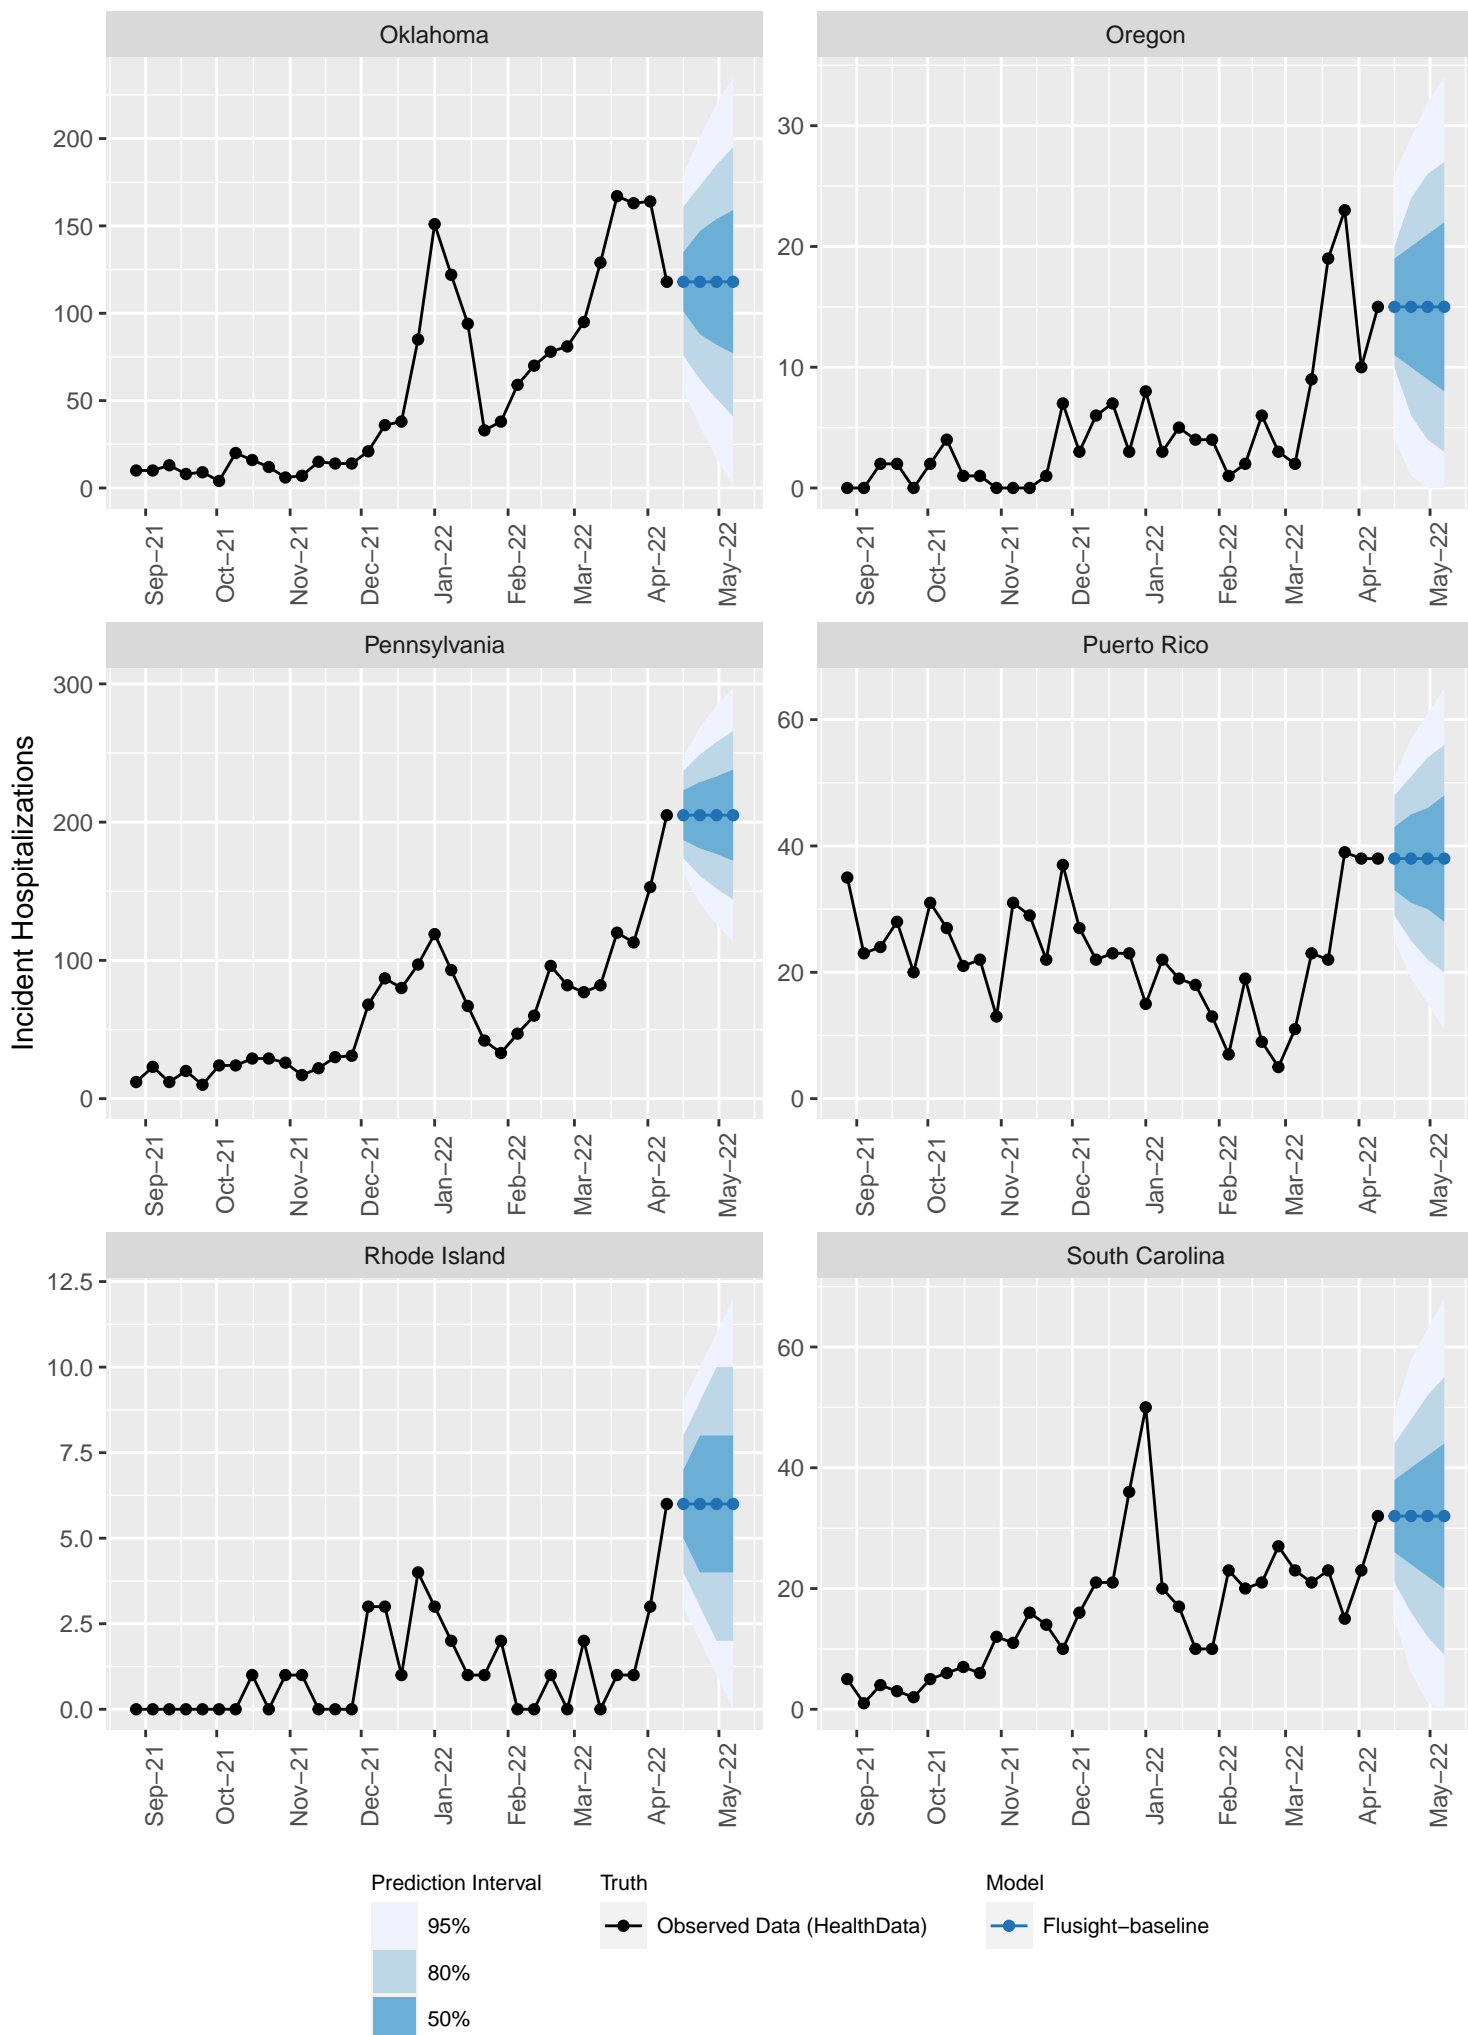 Oklahoma
Oregon
200
150
100
50
0
30
20
10
0
Sep−21
Oct−21
Nov−21
Dec−21
Jan−22
Feb−22
Mar−22
Apr−22
May−22
Sep−21
Oct−21
Nov−21
Dec−21
Jan−22
Feb−22
Mar−22
Apr−22
May−22
Incident Hospitalizations
Pennsylvania
Puerto Rico
300
200
100
0
60
40
20
0
Sep−21
Oct−21
Nov−21
Dec−21
Jan−22
Feb−22
Mar−22
Apr−22
May−22
Sep−21
Oct−21
Nov−21
Dec−21
Jan−22
Feb−22
Mar−22
Apr−22
May−22
Rhode Island
South Carolina
12.5
10.0
7.5
5.0
2.5
0.0
60
40
20
0
Sep−21
Oct−21
Nov−21
Dec−21
Jan−22
Feb−22
Mar−22
Apr−22
May−22
Sep−21
Oct−21
Nov−21
Dec−21
Jan−22
Feb−22
Mar−22
Apr−22
May−22
Prediction Interval
95%
80%
50%
Truth
Observed Data (HealthData)
Model
Flusight−baseline